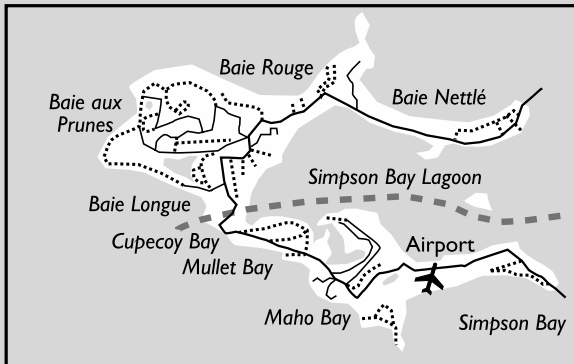 Baie Rouge
Baie aux
Prunes
Baie Nettlé
Simpson Bay Lagoon
Baie Longue
Cupecoy Bay
Mullet Bay
Airport
Maho Bay
Simpson Bay